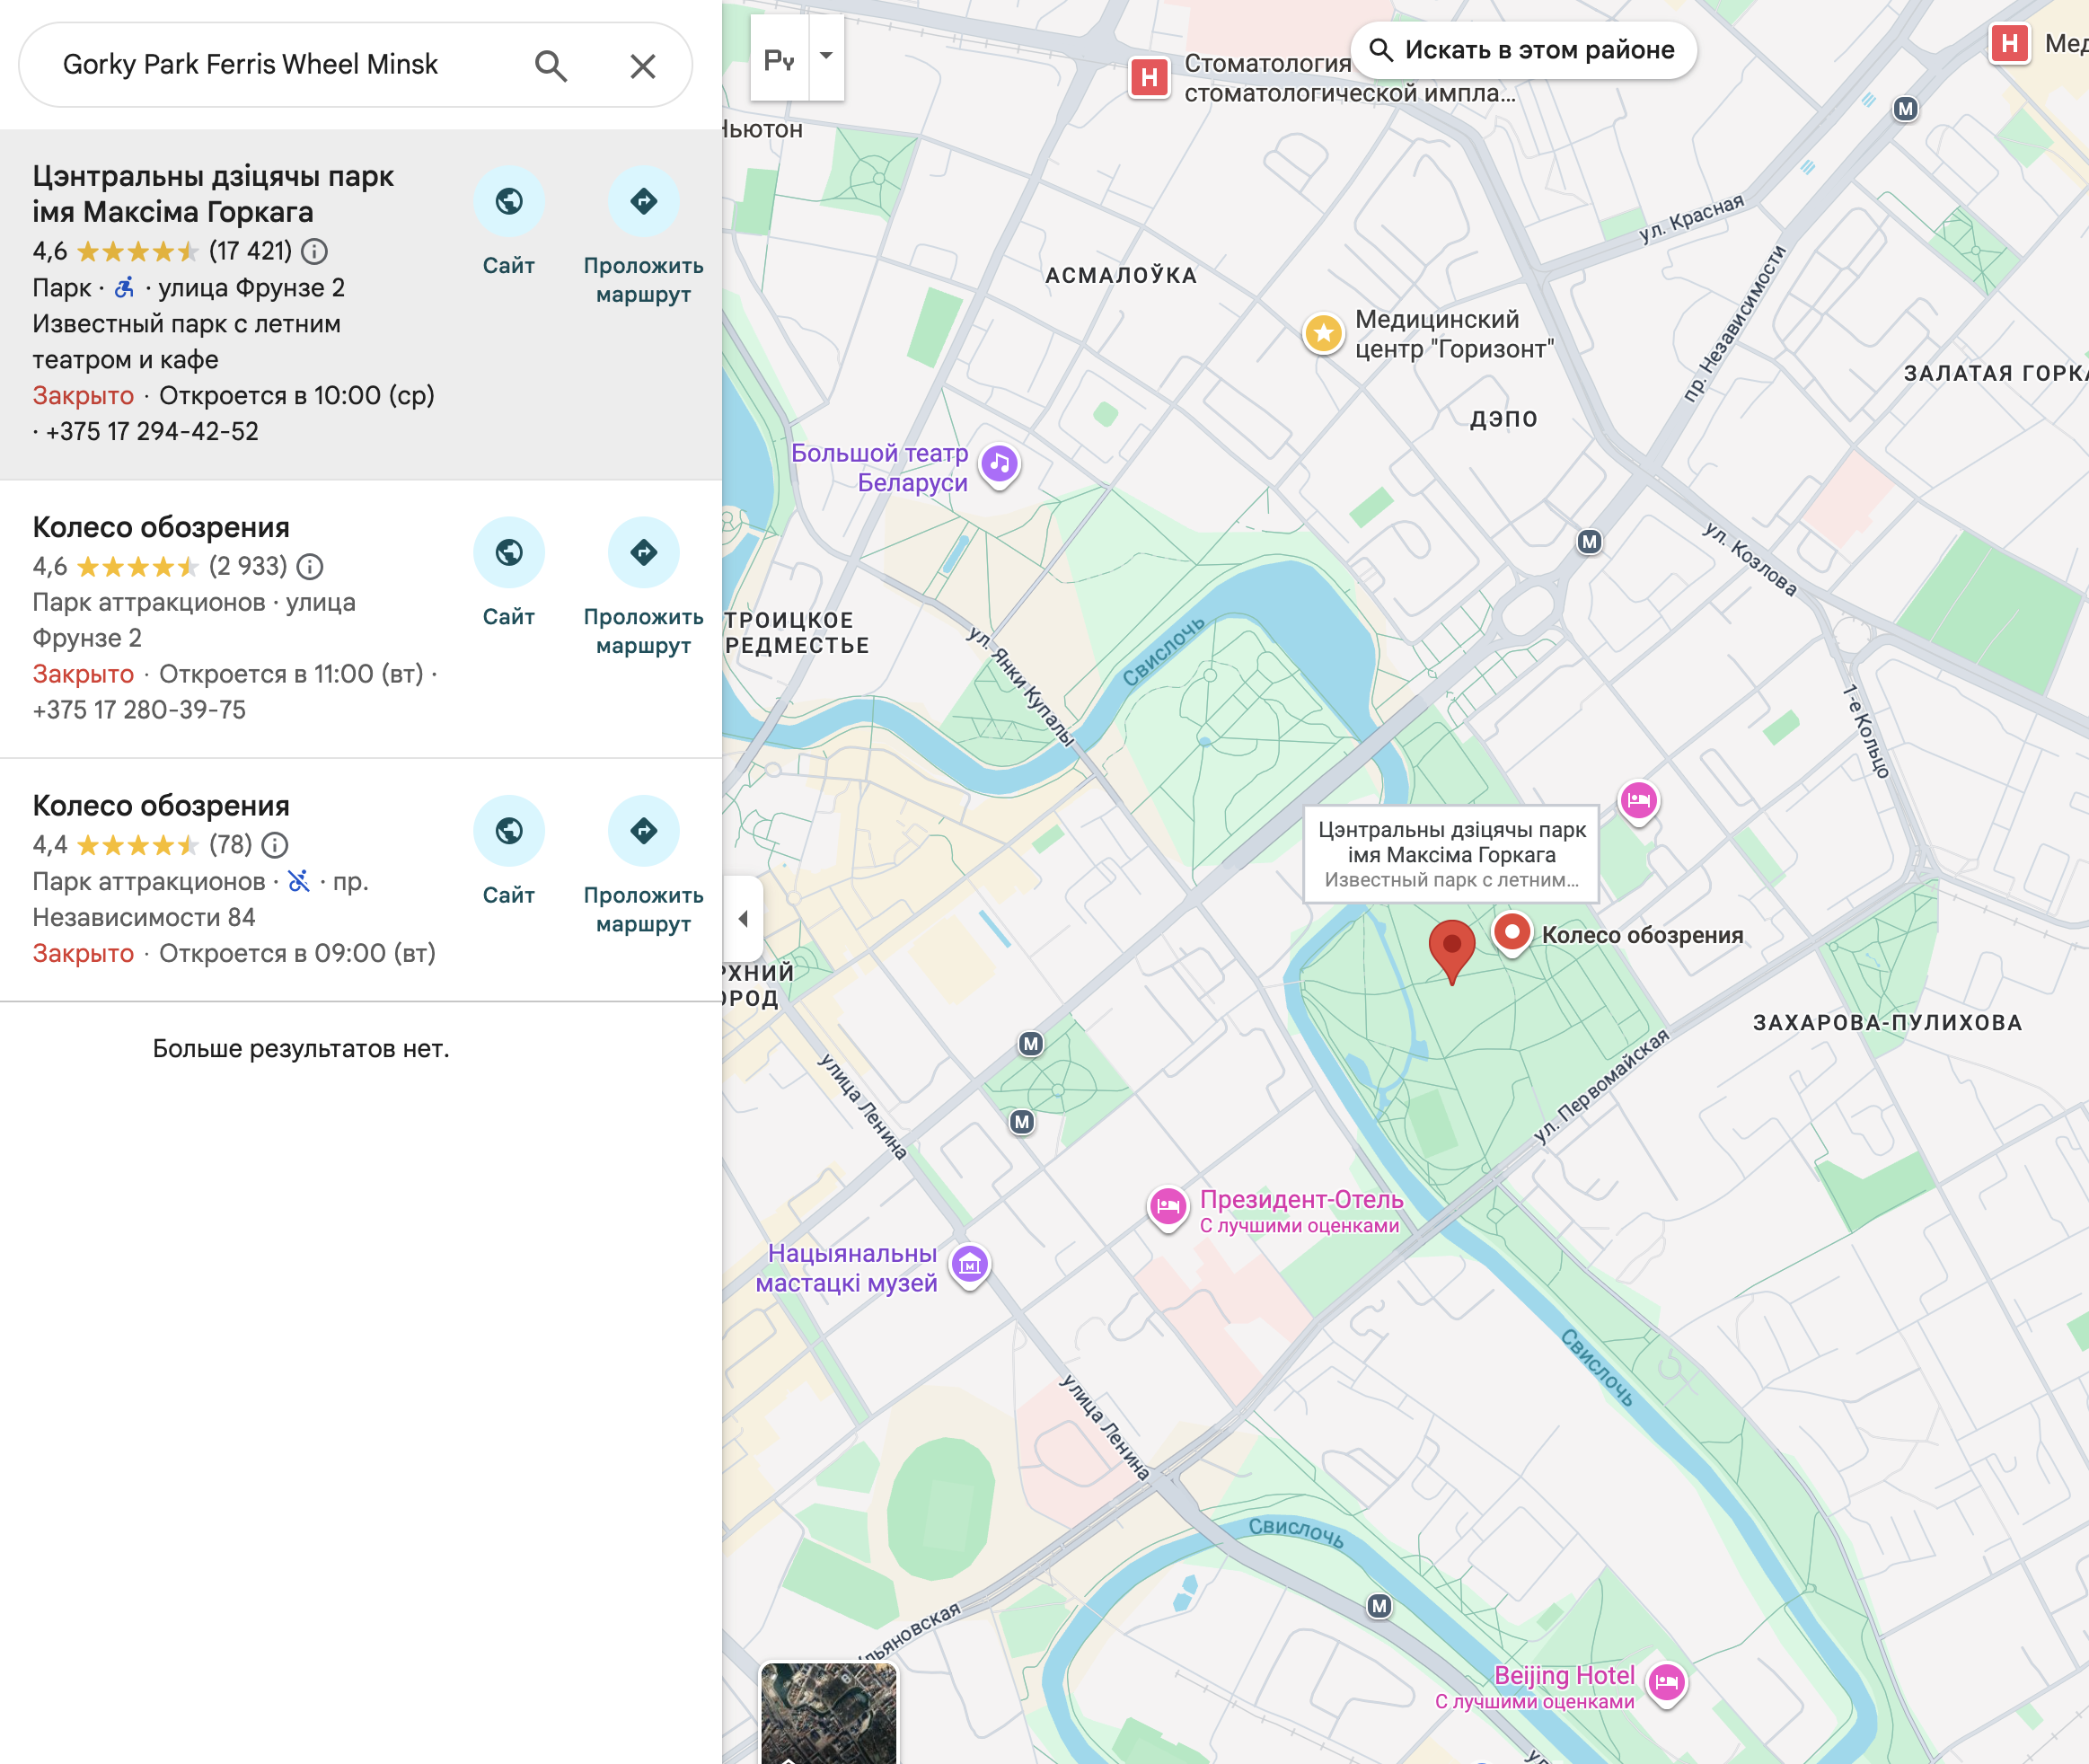 Gorky Park Ferris Wheel Minsk
Цэнтральны дзіцячы парк
імя Максіма Горкага
4,6 (17 421)
Парк · · улица Фрунзе 2
Известный парк с летним
театром и кафе
Закрыто · Откроется в 10:00 (ср)
· +375 17 294-42-52
Сайт
Проложить
маршрут
Колесо обозрения
4,6 (2 933)
Парк аттракционов · улица
Фрунзе 2
Закрыто · Откроется в 11:00 (вт) ·
+375 17 280-39-75
Сайт
Проложить
маршрут
Колесо обозрения
4,4 (78)
Парк аттракционов · · пр.
Независимости 84
Закрыто · Откроется в 09:00 (вт)
Сайт
Проложить
маршрут
Больше результатов нет.
Ру
Искать в этом районе
Стоматология
стоматологической импла...
H
H
Мед
М
ьютон
ул. Красная
АСМАЛОЎКА
Медицинский
центр "Горизонт"
пр. Независимости
ЗАЛАТАЯ ГОРКА
ДЭПО
Большой театр
Беларуси
М
ул. Козлова
ТРОИЦКОЕ
РЕДМЕСТЬЕ
ул. Янки Купалы
Свислочь
1-е Кольцо
Цэнтральны дзіцячы парк
імя Максіма Горкага
Известный парк с летним...
Колесо обозрения
РХНИЙ
ОРОД
ЗАХАРОВА-ПУЛИХОВА
М
М
улица Ленина
ул. Первомайская
Президент-Отель
С лучшими оценками
Нацыянальны
мастацкі музей
Свислочь
улица Ленина
Свислочь
М
льяновская
Beijing Hotel
С лучшими оценками
ул